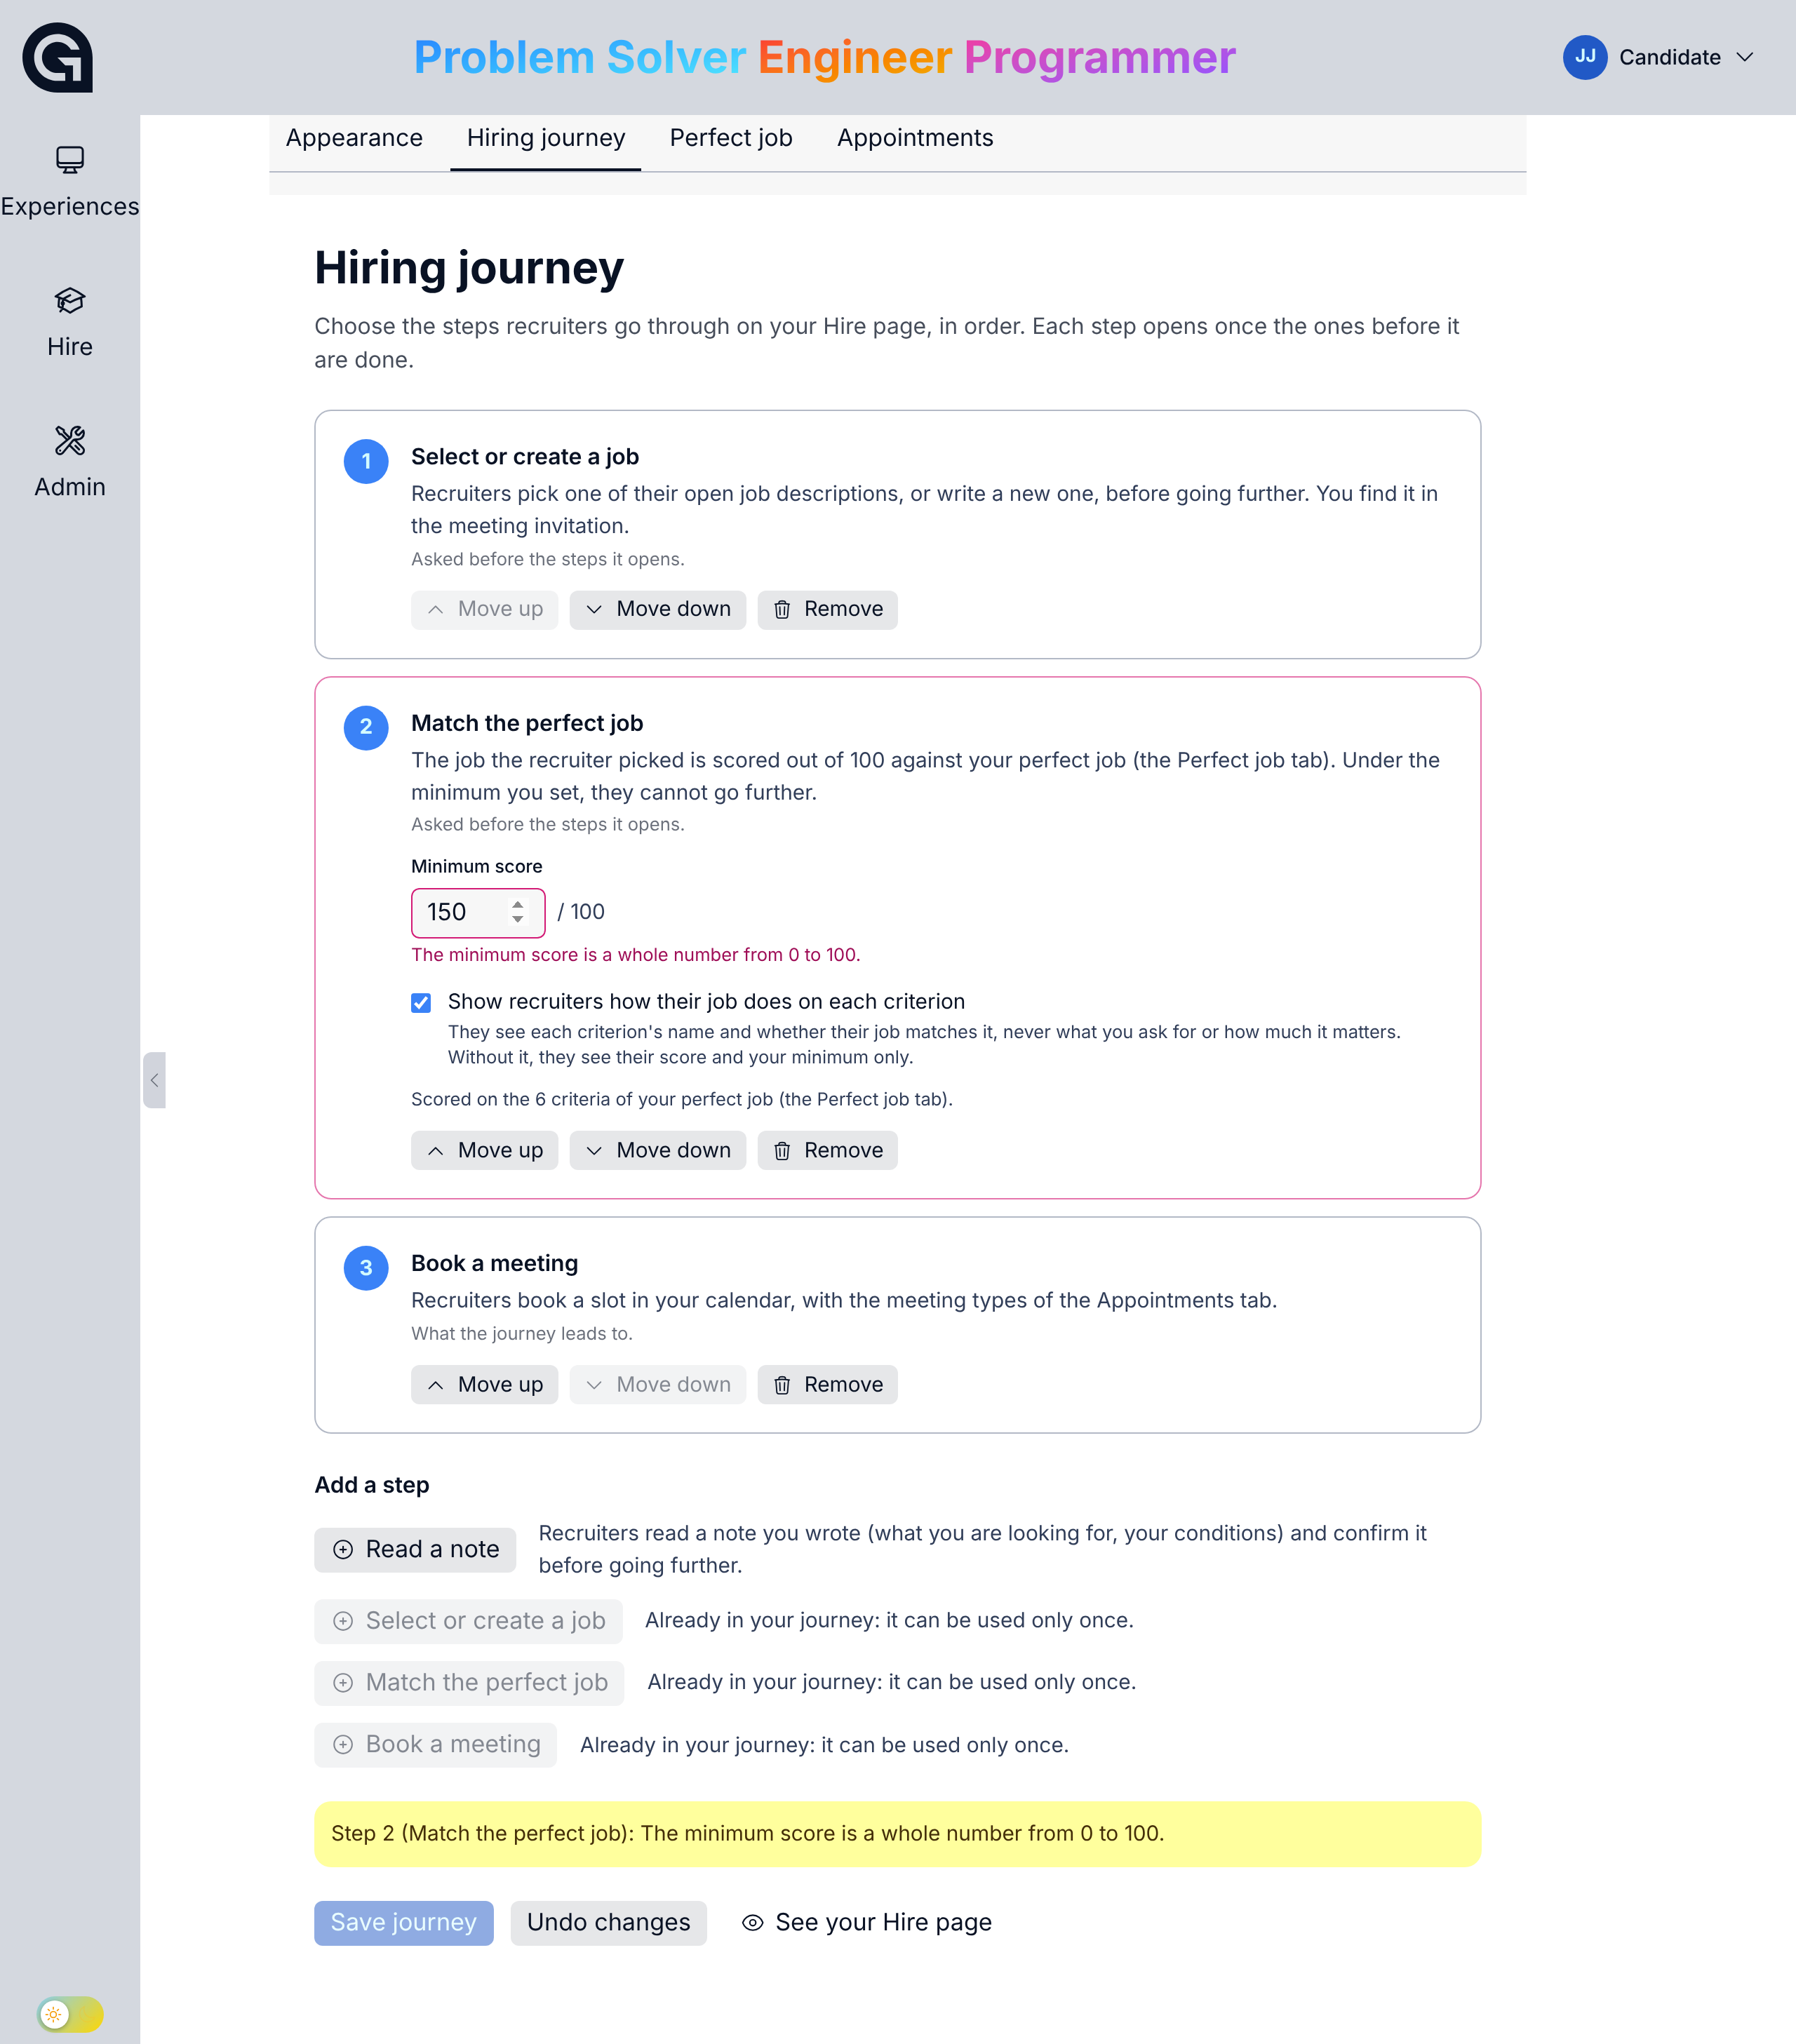 Problem Solver Engineer Programmer
JJ Candidate
Experiences
Hire
Admin
Appearance Hiring journey Perfect job Appointments
Hiring journey
Choose the steps recruiters go through on your Hire page, in order. Each step opens once the ones before it
are done.
1 Select or create a job
Recruiters pick one of their open job descriptions, or write a new one, before going further. You find it in
the meeting invitation.
Asked before the steps it opens.
Move up Move down Remove
2 Match the perfect job
The job the recruiter picked is scored out of 100 against your perfect job (the Perfect job tab). Under the
minimum you set, they cannot go further.
Asked before the steps it opens.
Minimum score
150 / 100
The minimum score is a whole number from 0 to 100.
Show recruiters how their job does on each criterion
They see each criterion's name and whether their job matches it, never what you ask for or how much it matters.
Without it, they see their score and your minimum only.
Scored on the 6 criteria of your perfect job (the Perfect job tab).
Move up Move down Remove
3 Book a meeting
Recruiters book a slot in your calendar, with the meeting types of the Appointments tab.
What the journey leads to.
Move up Move down Remove
Add a step
Read a note Recruiters read a note you wrote (what you are looking for, your conditions) and confirm it
before going further.
Select or create a job Already in your journey: it can be used only once.
Match the perfect job Already in your journey: it can be used only once.
Book a meeting Already in your journey: it can be used only once.
Step 2 (Match the perfect job): The minimum score is a whole number from 0 to 100.
Save journey Undo changes See your Hire page